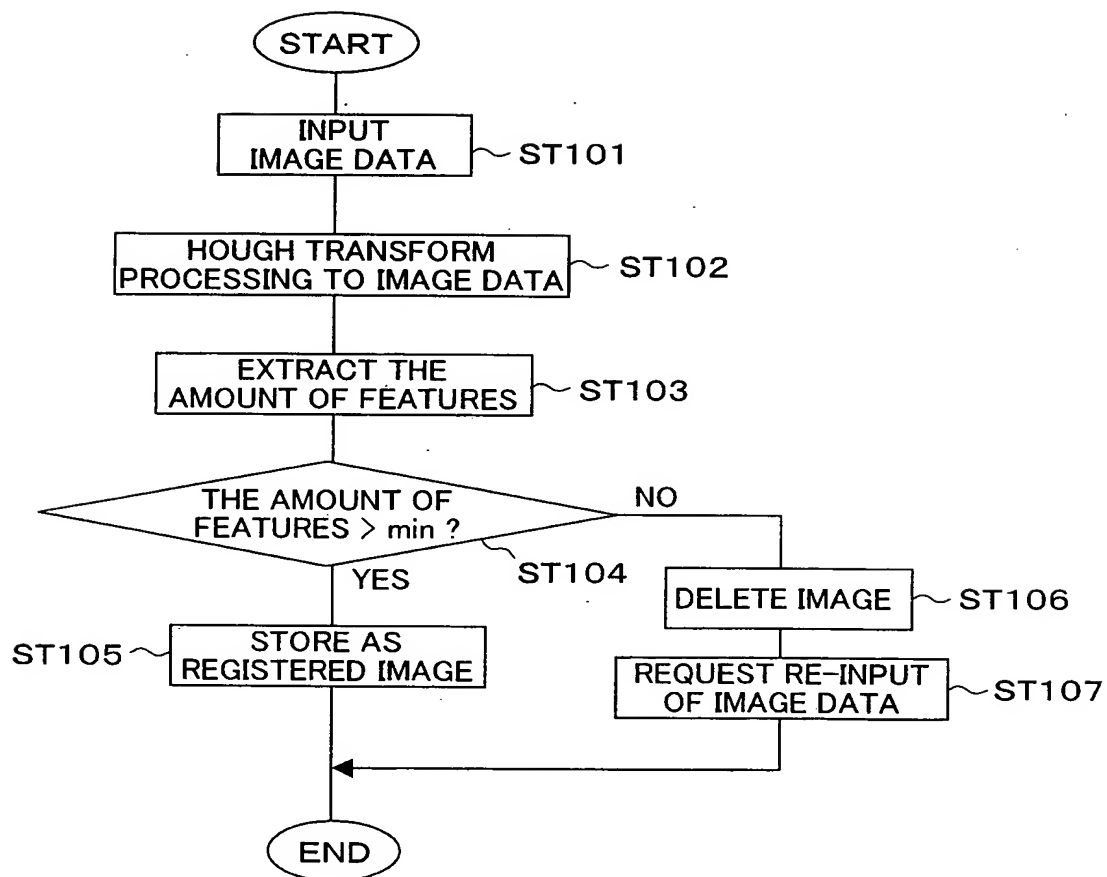 START
INPUT
IMAGE DATA
ST101
HOUGH TRANSFORM
PROCESSING TO IMAGE DATA
ST102
EXTRACT THE
AMOUNT OF FEATURES
ST103
THE AMOUNT OF
FEATURES > min ?
ST104
NO
YES
STORE AS
REGISTERED IMAGE
ST105
DELETE IMAGE
ST106
REQUEST RE-INPUT
OF IMAGE DATA
ST107
END